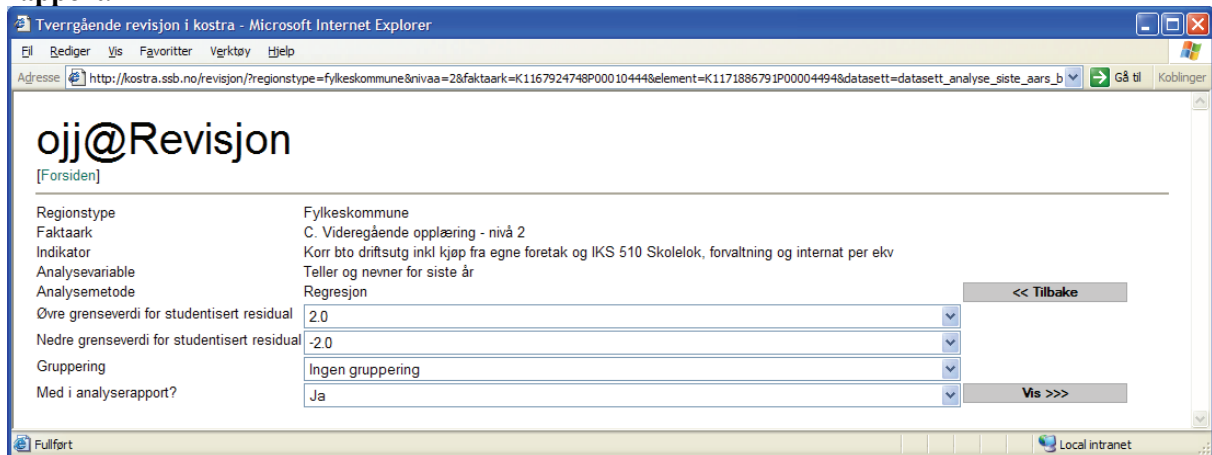 Tverrgående revisjon i kostra - Microsoft Internet Explorer
Fil Rediger Vis Favoritter Verktøy Hjelp
Adresse http://kostra.ssb.no/revisjon/?regionstype=fylkeskommune&nivaa=2&faktaark=K1167924748P00010444&element=K1171886791P00004494&datasett=datasett_analyse_siste_aars_b Gå til Koblinger
ojj@Revisjon
[Forsiden]
Regionstype Fylkeskommune
Faktaark C. Videregående opplæring - nivå 2
Indikator Korr bto driftsutg inkl kjøp fra egne foretak og IKS 510 Skolelok, forvaltning og internat per ekv
Analysevariable Teller og nevner for siste år
Analysemetode Regresjon << Tilbake
Øvre grenseverdi for studentisert residual 2.0
Nedre grenseverdi for studentisert residual -2.0
Gruppering Ingen gruppering
Med i analyserapport? Ja Vis >>>
Fullført Local intranet